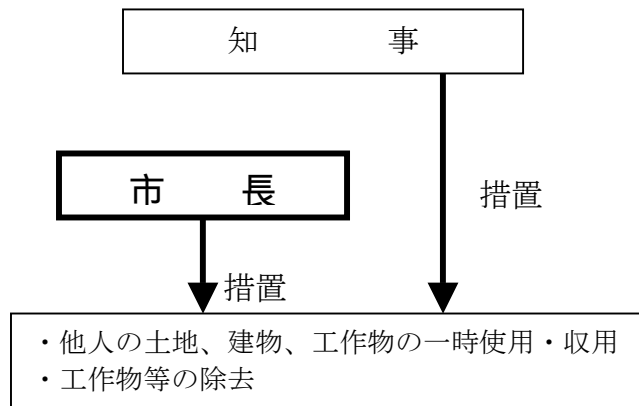 知　　　事
市　　長
措置
措置
・他人の土地、建物、工作物の一時使用・収用
・工作物等の除去